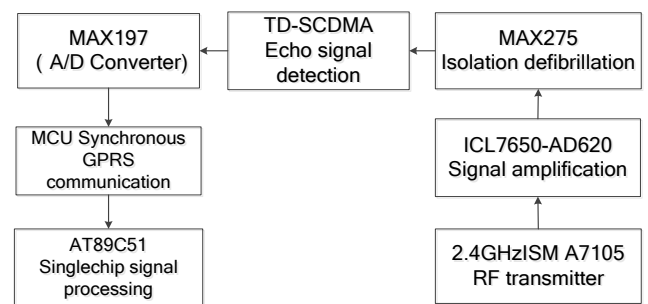 MAX197
( A/D Converter)
TD-SCDMA
Echo signal
detection
MAX275
Isolation defibrillation
MCU Synchronous
GPRS
communication
ICL7650-AD620
Signal amplification
AT89C51
Singlechip signal
processing
2.4GHzISM A7105
RF transmitter